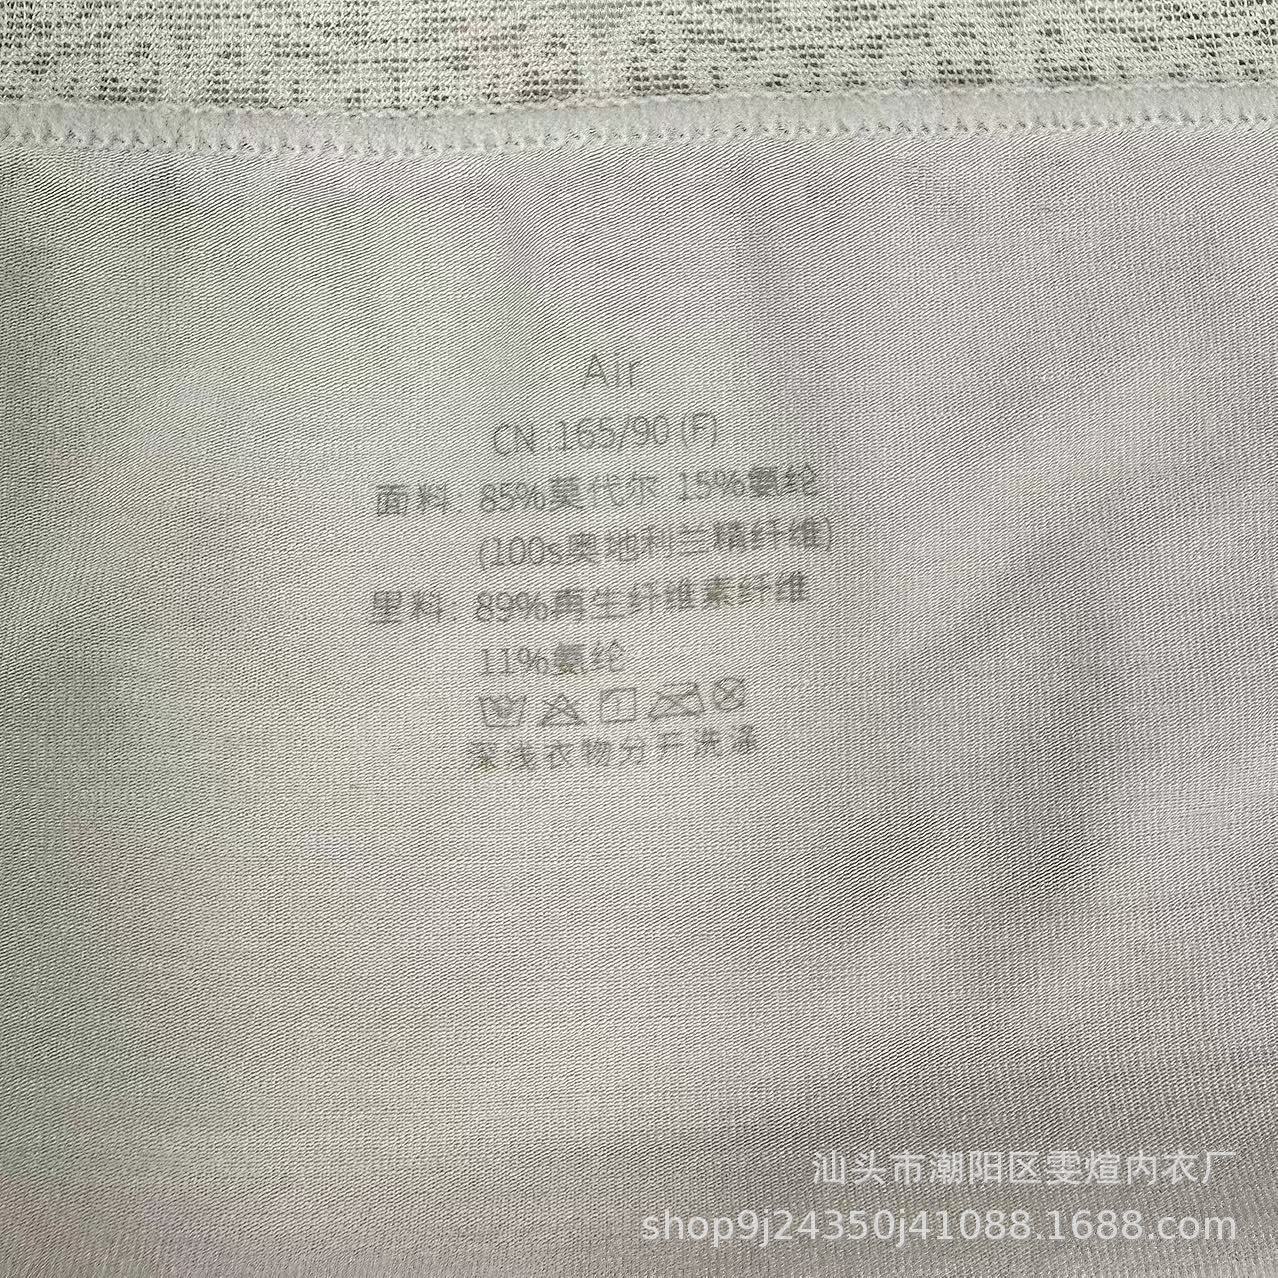 Air
CN:165/90(F)
面料: 85%莫代尔 15%氨纶
(100s奥地利兰精纤维)
里料: 89%再生纤维素纤维
11%氨纶
深浅衣物分开洗涤
汕头市潮阳区雯煊内衣厂
shop9j24350j41088.1688.com